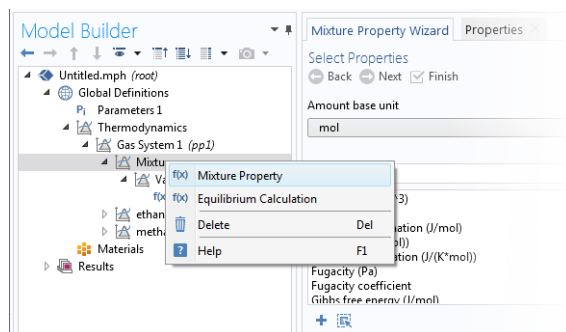 Model Builder
Untitled.mph (root)
Global Definitions
Pi Parameters 1
Thermodynamics
Gas System 1 (pp1)
Mixtu
Va
f(x)
ethan
metha
Materials
Results
f(x) Mixture Property
f(x) Equilibrium Calculation
Delete Del
? Help F1
Mixture Property Wizard Properties
Select Properties
Back Next Finish
Amount base unit
mol
^3)
ation (J/mol)
ol))
ation (J/(K*mol))
Fugacity (Pa)
Fugacity coefficient
Gibbs free energy (J/mol)